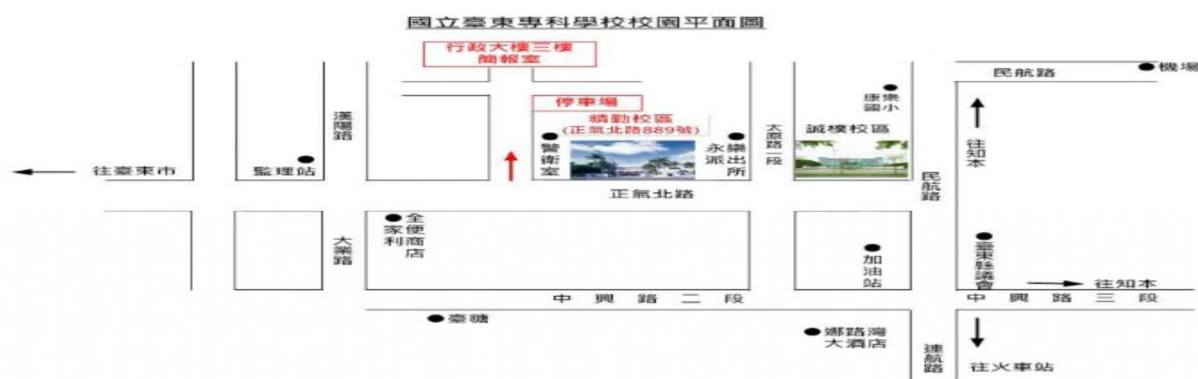 國立臺東專科學校校園平面圖
行政大樓三樓
簡報室
停車場
精勤校區
(正氣北路889號)
警衛室
永樂派出所
太原路一段
康樂
國小
誠樸校區
民航路
機場
往知本
漢陽路
監理站
往臺東市
正氣北路
民航路
大業路
全家便利商店
加油站
臺東縣議會
往知本
中興路二段
中興路三段
臺糖
娜路灣
大酒店
連航路
往火車站